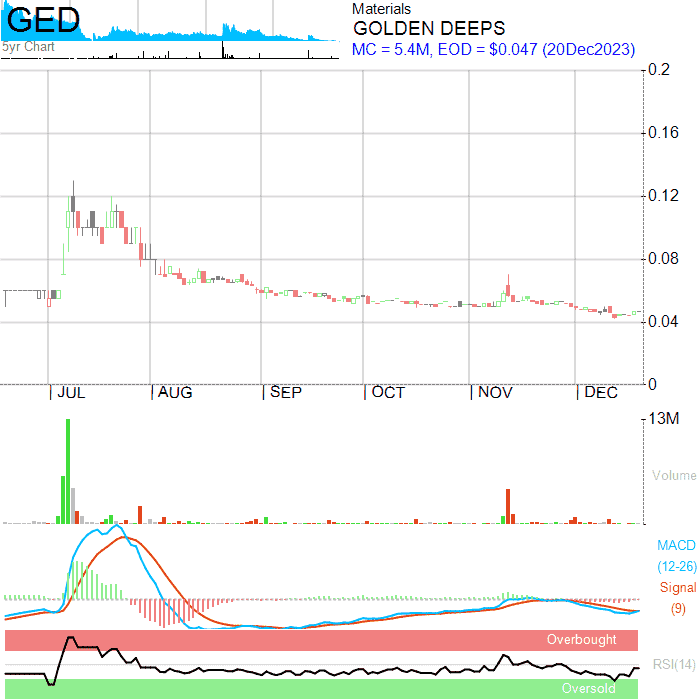 GED
5yr Chart
Materials
GOLDEN DEEPS
MC = 5.4M, EOD = $0.047 (20Dec2023)
0.2
0.16
0.12
0.08
0.04
0
JUL AUG SEP OCT NOV DEC
13M
Volume
MACD
(12-26)
Signal
(9)
Overbought
RSI(14)
Oversold